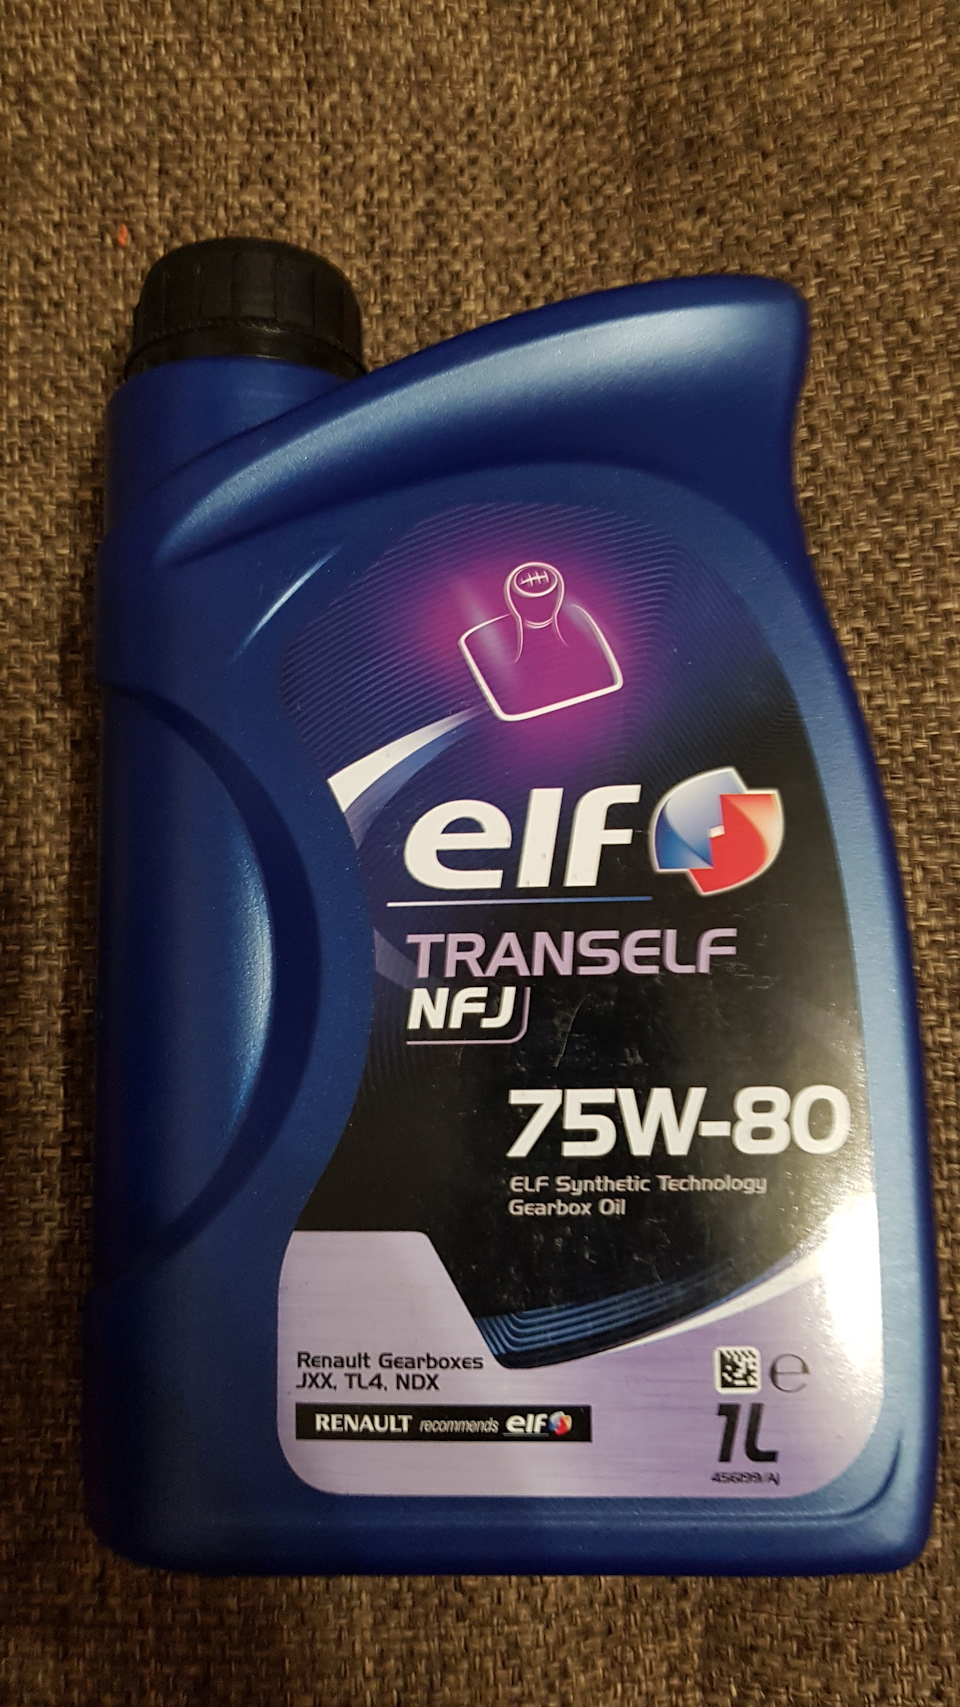 elf
TRANSELF
NFJ
75W-80
ELF Synthetic Technology
Gearbox Oil
Renault Gearboxes
JXX, TL4, NDX
RENAULT recommends elf
e
1L